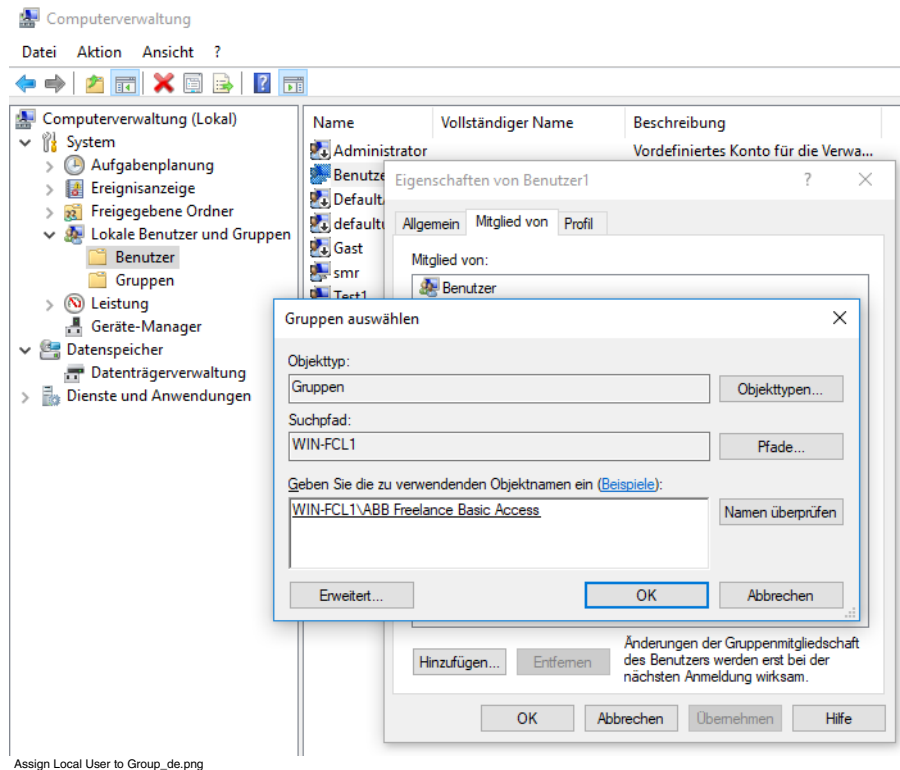 Computerverwaltung
Datei Aktion Ansicht ?
Computerverwaltung (Lokal)
System
Aufgabenplanung
Ereignisanzeige
Freigegebene Ordner
Lokale Benutzer und Gruppen
Benutzer
Gruppen
Leistung
Geräte-Manager
Datenspeicher
Datenträgerverwaltung
Dienste und Anwendungen
Name Vollständiger Name Beschreibung
Administrator Vordefiniertes Konto für die Verwa...
Benutze
Default
defaultu
Gast
smr
Test1
Eigenschaften von Benutzer1 ?
Allgemein Mitglied von Profil
Mitglied von:
Benutzer
Gruppen auswählen
Objekttyp:
Gruppen Objekttypen...
Suchpfad:
WIN-FCL1 Pfade...
Geben Sie die zu verwendenden Objektnamen ein (Beispiele):
WIN-FCL1\ABB Freelance Basic Access Namen überprüfen
Erweitert... OK Abbrechen
Hinzufügen... Entfernen
Änderungen der Gruppenmitgliedschaft
des Benutzers werden erst bei der
nächsten Anmeldung wirksam.
OK Abbrechen Übernehmen Hilfe
Assign Local User to Group_de.png